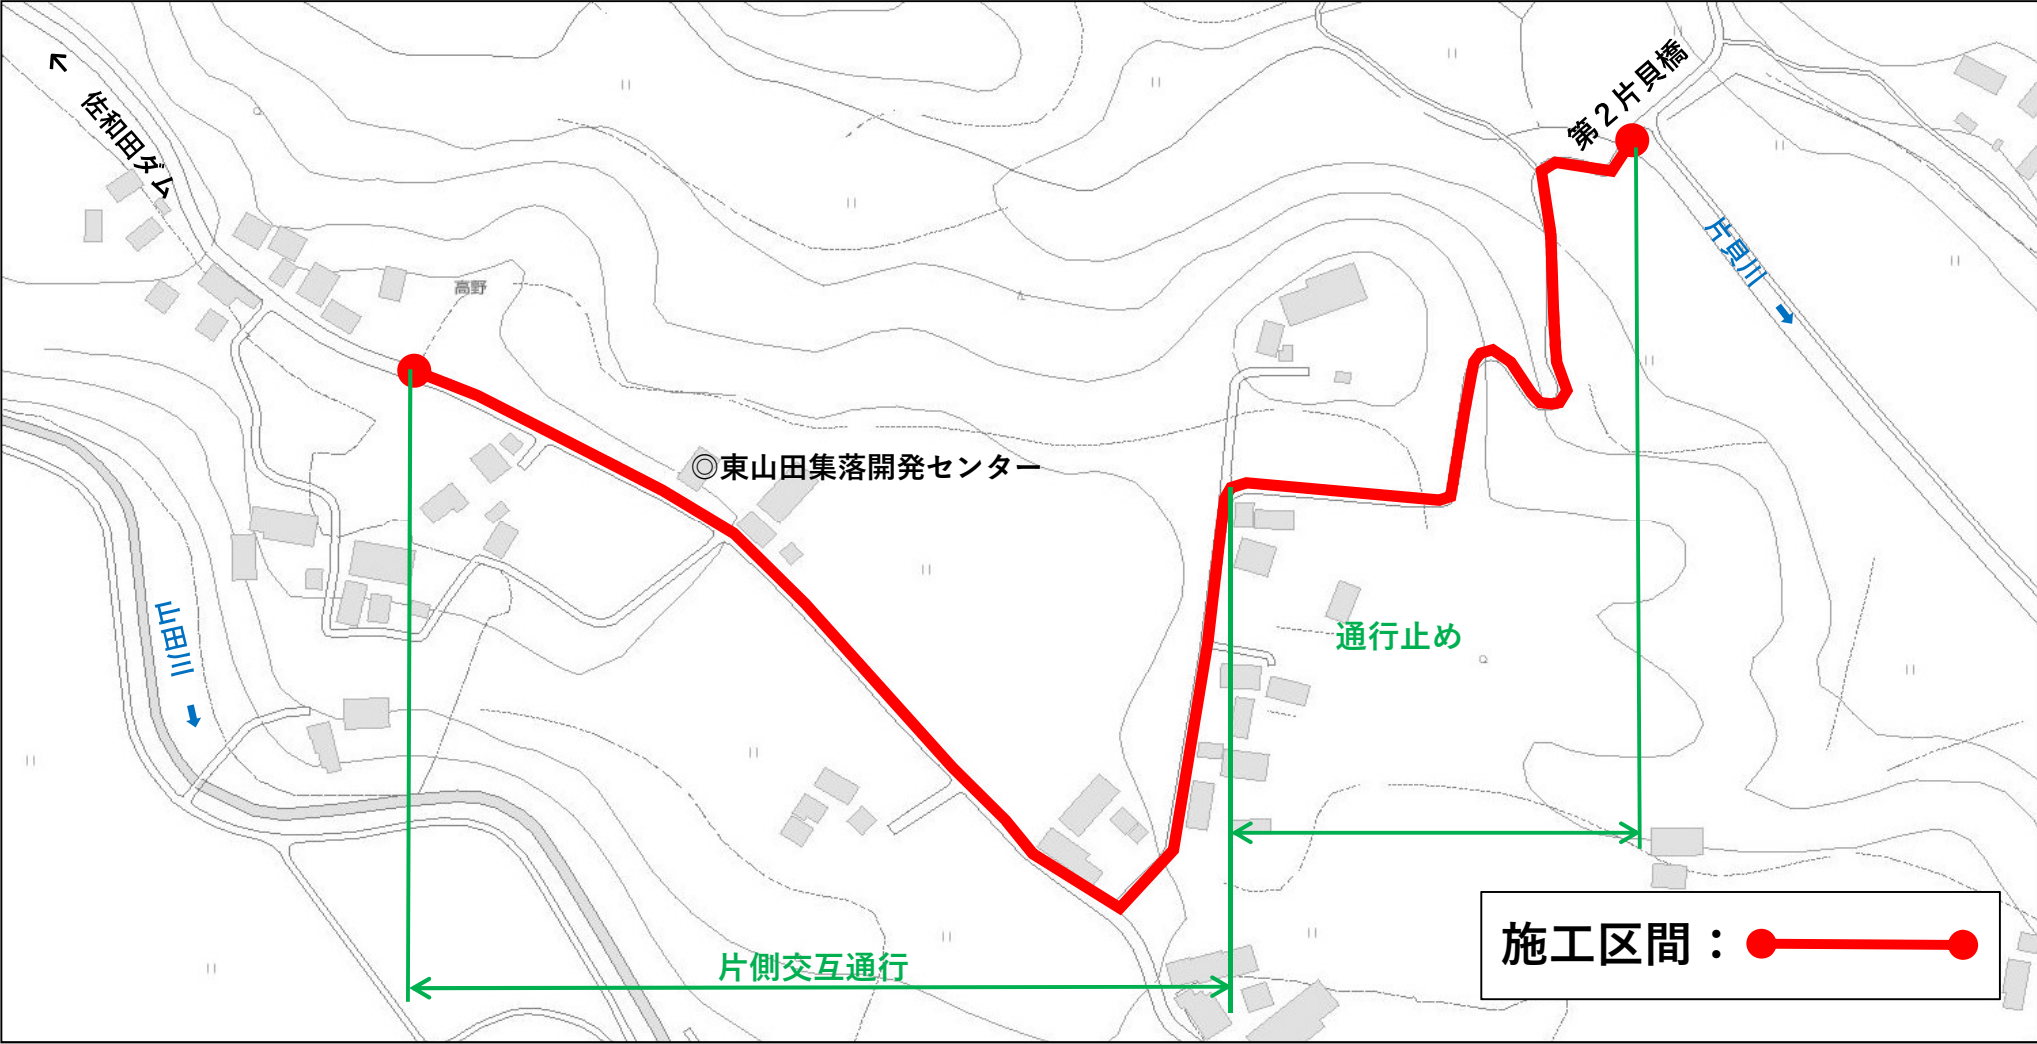 ↖
佐和田ダム
第２片貝橋
片貝川
➡
高野
◎東山田集落開発センター
山田川
➡
通行止め
片側交互通行
施工区間：